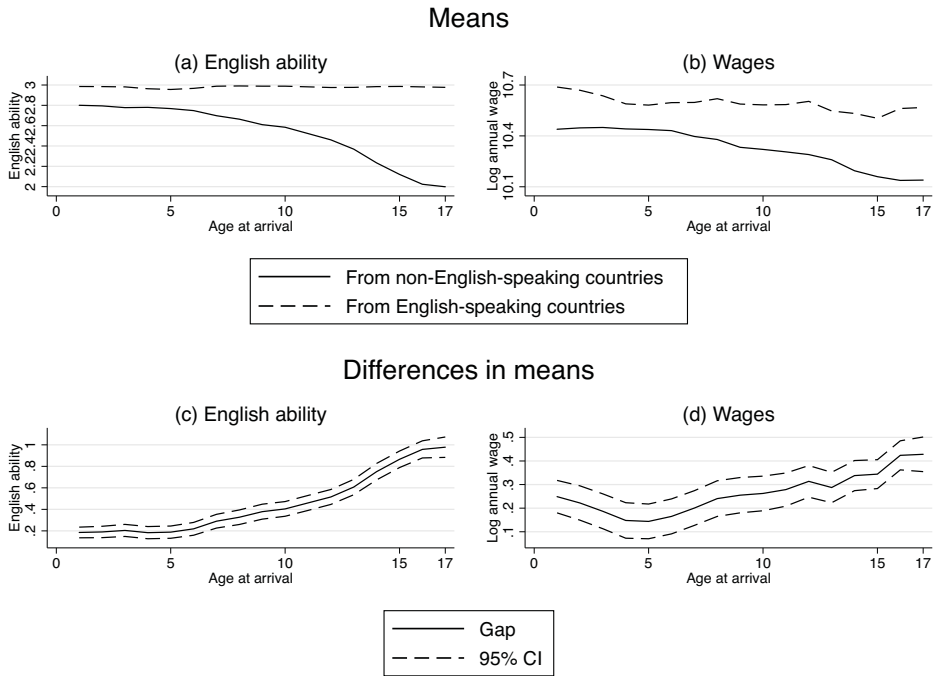 Means
(a) English ability
English ability
3
2.8
2.6
2.4
2.2
2
0
5
10
15
17
Age at arrival
(b) Wages
Log annual wage
10.7
10.4
10.1
0
5
10
15
17
Age at arrival
From non-English-speaking countries
From English-speaking countries
Differences in means
(c) English ability
English ability
1
.8
.6
.4
.2
0
5
10
15
17
Age at arrival
(d) Wages
Log annual wage
.5
.4
.3
.2
.1
0
5
10
15
17
Age at arrival
Gap
95% CI